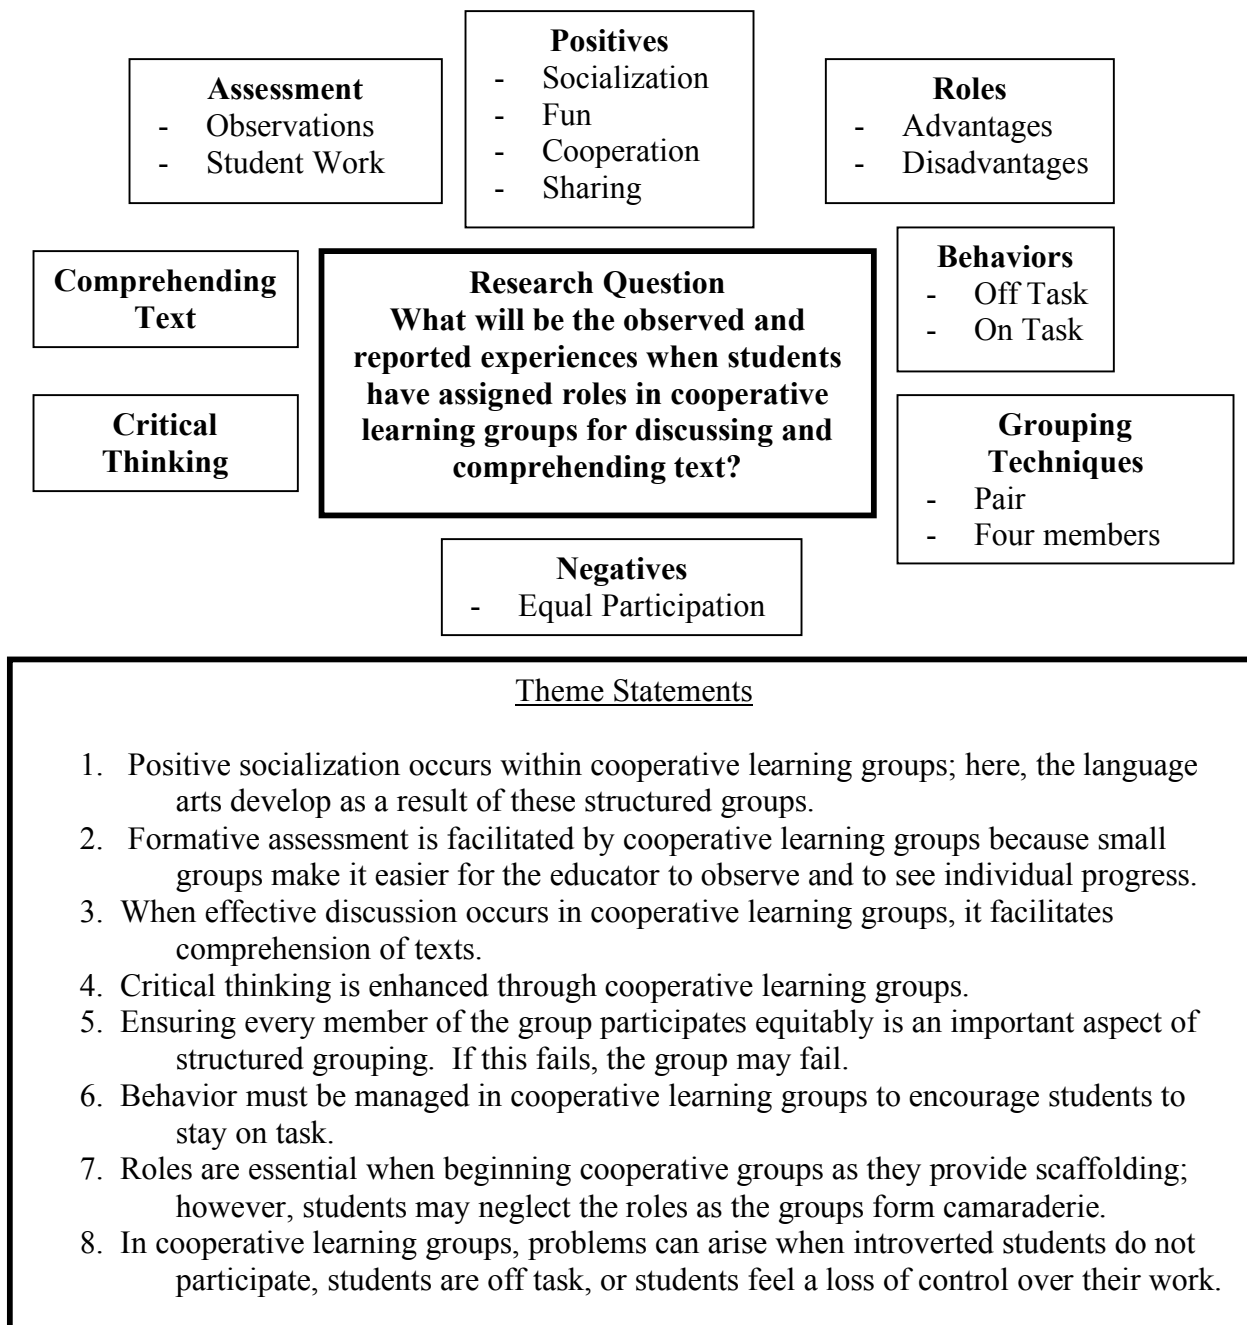 Positives
- Socialization
- Fun
- Cooperation
- Sharing
Assessment
- Observations
- Student Work
Roles
- Advantages
- Disadvantages
Comprehending
Text
Research Question
What will be the observed and
reported experiences when students
have assigned roles in cooperative
learning groups for discussing and
comprehending text?
Behaviors
- Off Task
- On Task
Critical
Thinking
Grouping
Techniques
- Pair
- Four members
Negatives
- Equal Participation
Theme Statements
1. Positive socialization occurs within cooperative learning groups; here, the language
arts develop as a result of these structured groups.
2. Formative assessment is facilitated by cooperative learning groups because small
groups make it easier for the educator to observe and to see individual progress.
3. When effective discussion occurs in cooperative learning groups, it facilitates
comprehension of texts.
4. Critical thinking is enhanced through cooperative learning groups.
5. Ensuring every member of the group participates equitably is an important aspect of
structured grouping. If this fails, the group may fail.
6. Behavior must be managed in cooperative learning groups to encourage students to
stay on task.
7. Roles are essential when beginning cooperative groups as they provide scaffolding;
however, students may neglect the roles as the groups form camaraderie.
8. In cooperative learning groups, problems can arise when introverted students do not
participate, students are off task, or students feel a loss of control over their work.